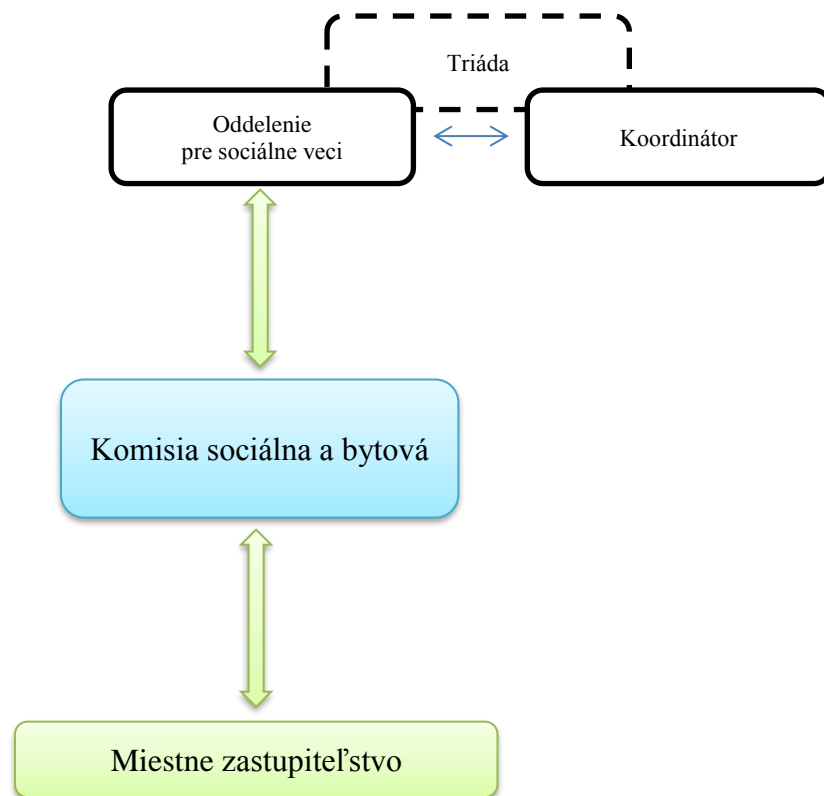 Triáda
Oddelenie
pre sociálne veci
Koordinátor
Komisia sociálna a bytová
Miestne zastupiteľstvo